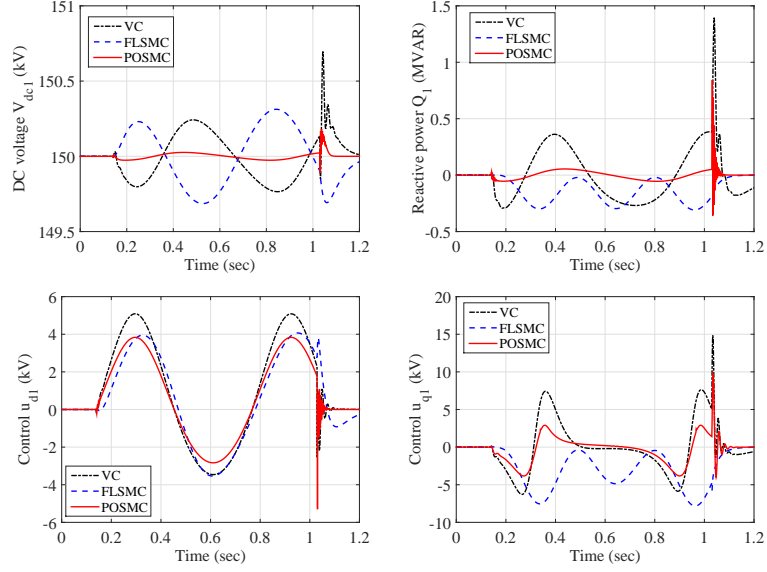 DC voltage V_dc1 (kV)
151
150.5
150
149.5
0 0.2 0.4 0.6 0.8 1 1.2
Time (sec)
VC
FLSMC
POSMC
Reactive power Q_1 (MVAR)
1.5
1
0.5
0
-0.5
0 0.2 0.4 0.6 0.8 1 1.2
Time (sec)
VC
FLSMC
POSMC
Control u_d1 (kV)
6
4
2
0
-2
-4
-6
0 0.2 0.4 0.6 0.8 1 1.2
Time (sec)
VC
FLSMC
POSMC
Control u_q1 (kV)
20
15
10
5
0
-5
-10
0 0.2 0.4 0.6 0.8 1 1.2
Time (sec)
VC
FLSMC
POSMC